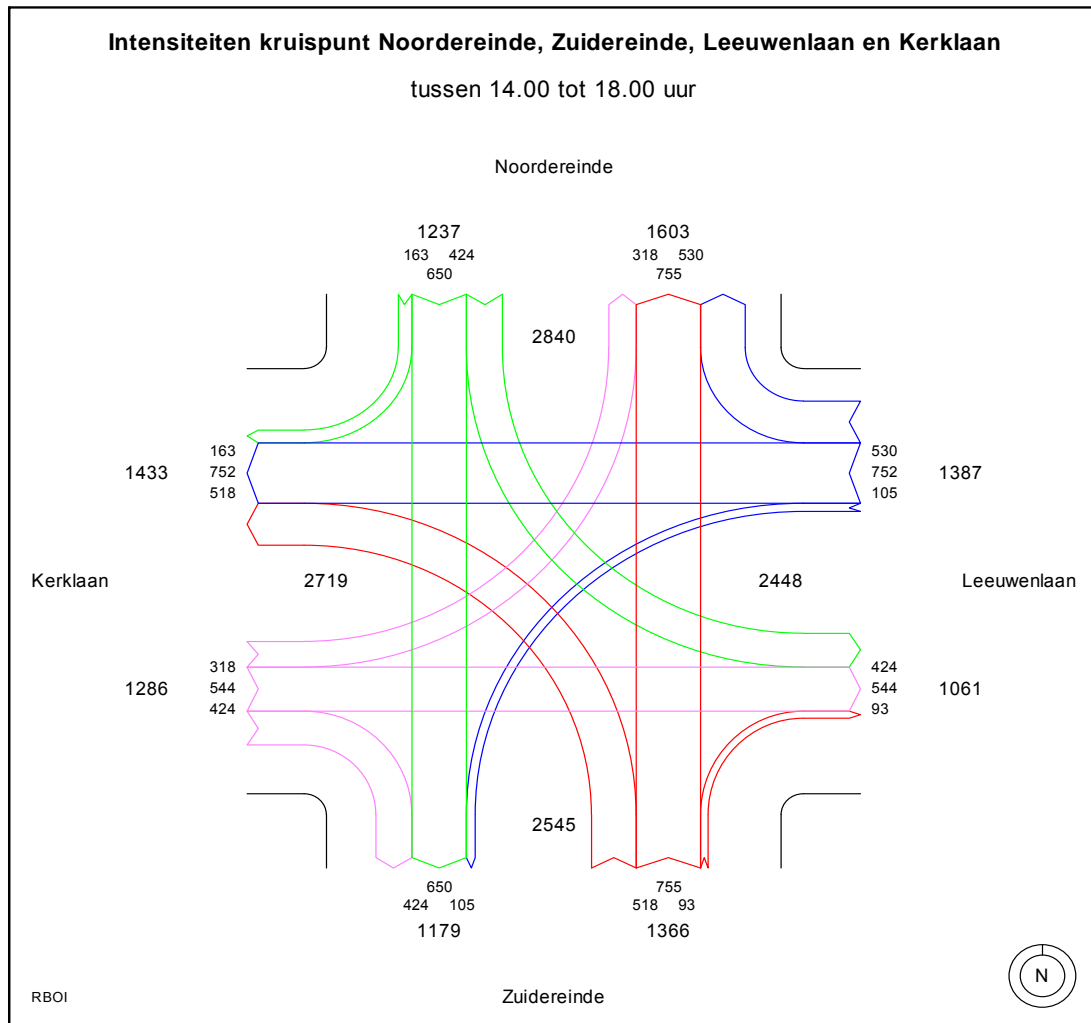 Intensiteiten kruispunt Noordereinde, Zuidereinde, Leeuwenlaan en Kerklaan
tussen 14.00 tot 18.00 uur
Noordereinde
1237 1603
163 424 318 530
650 755
2840
163 530
1433 752 752 1387
518 105
Kerklaan 2719 2448 Leeuwenlaan
318 424
1286 544 544 1061
424 93
2545
650 755
424 105 518 93
1179 1366
N
RBOI Zuidereinde